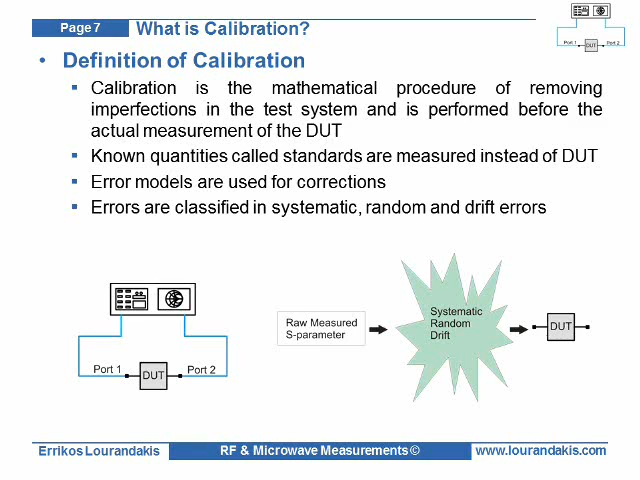 Page 7
What is Calibration?
Port 1
DUT
Port 2
• Definition of Calibration
▪ Calibration is the mathematical procedure of removing
imperfections in the test system and is performed before the
actual measurement of the DUT
▪ Known quantities called standards are measured instead of DUT
▪ Error models are used for corrections
▪ Errors are classified in systematic, random and drift errors
Port 1
DUT
Port 2
Raw Measured
S-parameter
Systematic
Random
Drift
DUT
Errikos Lourandakis
RF & Microwave Measurements ©
www.lourandakis.com